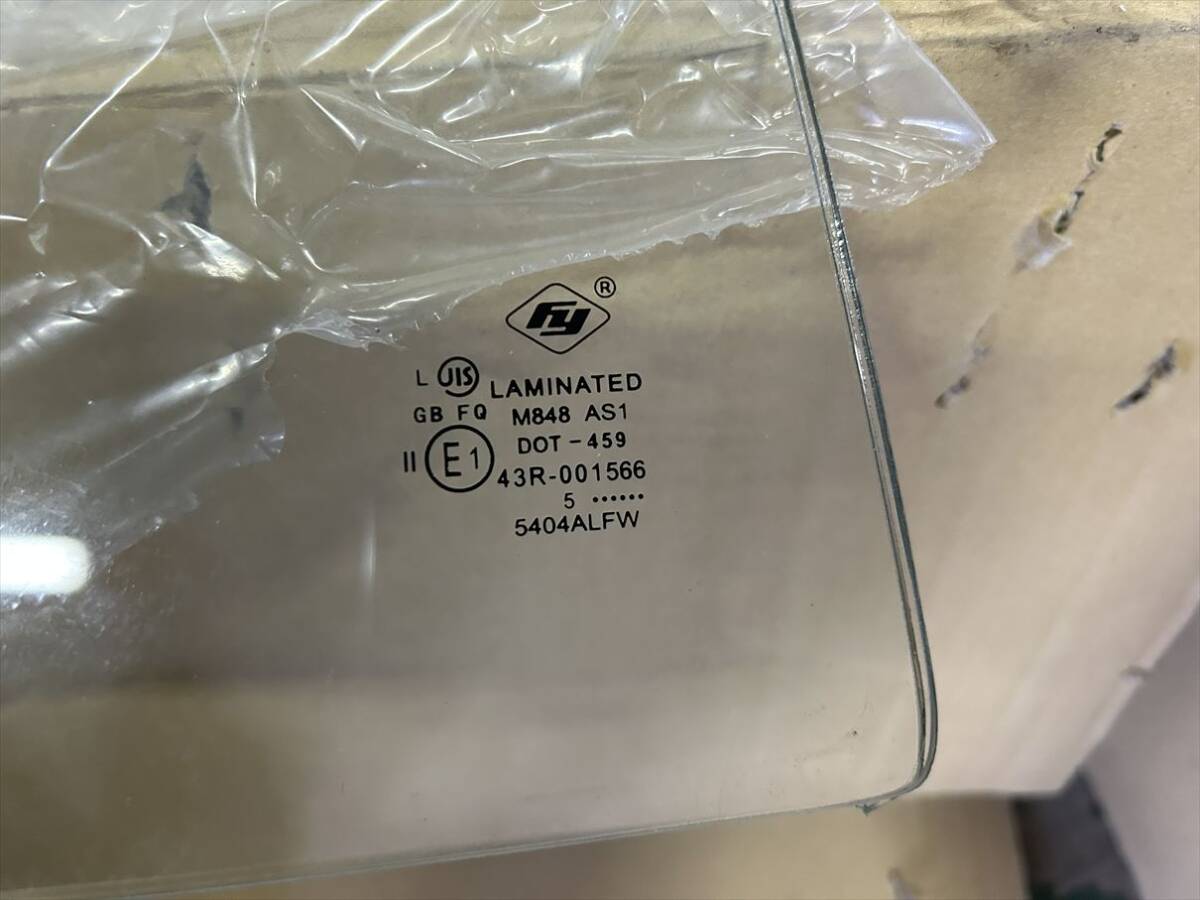 fy ®
L JIS LAMINATED
GB FQ M848 AS1
DOT-459
II E1 43R-001566
5 ••••••
5404ALFW